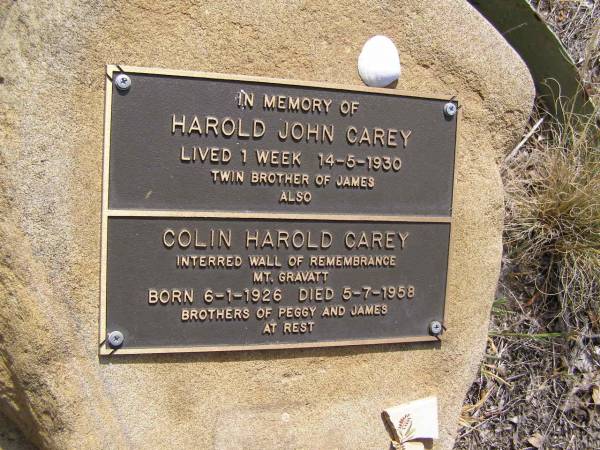 IN MEMORY OF
HAROLD JOHN CAREY
LIVED 1 WEEK 14-5-1930
TWIN BROTHER OF JAMES
ALSO
COLIN HAROLD CAREY
INTERRED WALL OF REMEMBRANCE
MT. GRAVATT
BORN 6-1-1926 DIED 5-7-1958
BROTHERS OF PEGGY AND JAMES
AT REST